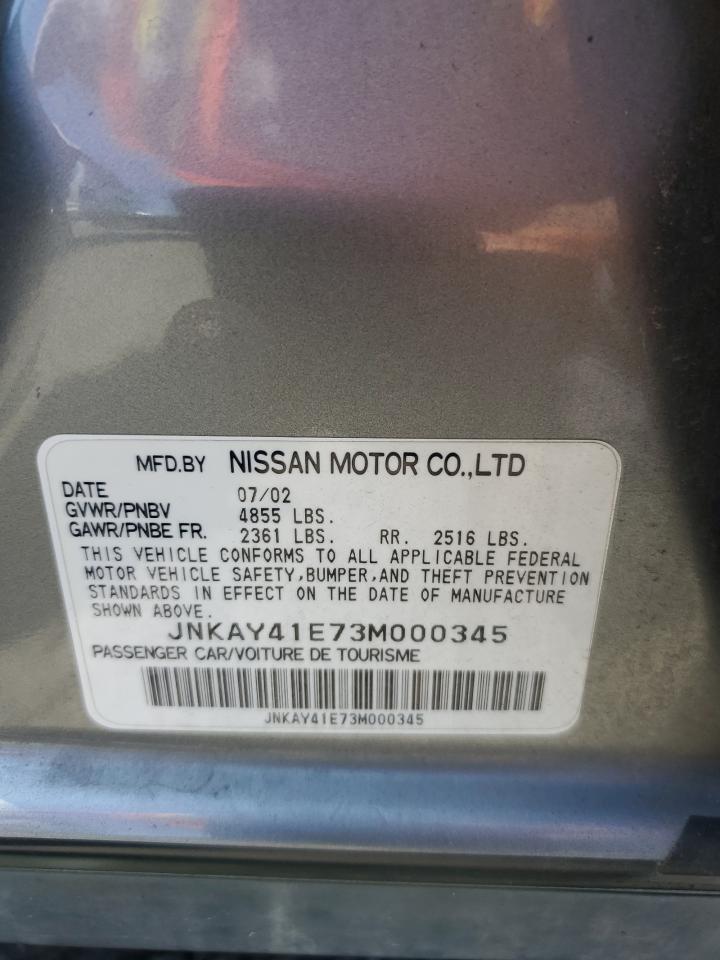 MFD.BY NISSAN MOTOR CO.,LTD
DATE 07/02
GVWR/PNBV 4855 LBS.
GAWR/PNBE FR. 2361 LBS. RR. 2516 LBS.
THIS VEHICLE CONFORMS TO ALL APPLICABLE FEDERAL
MOTOR VEHICLE SAFETY,BUMPER,AND THEFT PREVENTION
STANDARDS IN EFFECT ON THE DATE OF MANUFACTURE
SHOWN ABOVE.
JNKAY41E73M000345
PASSENGER CAR/VOITURE DE TOURISME
JNKAY41E73M000345